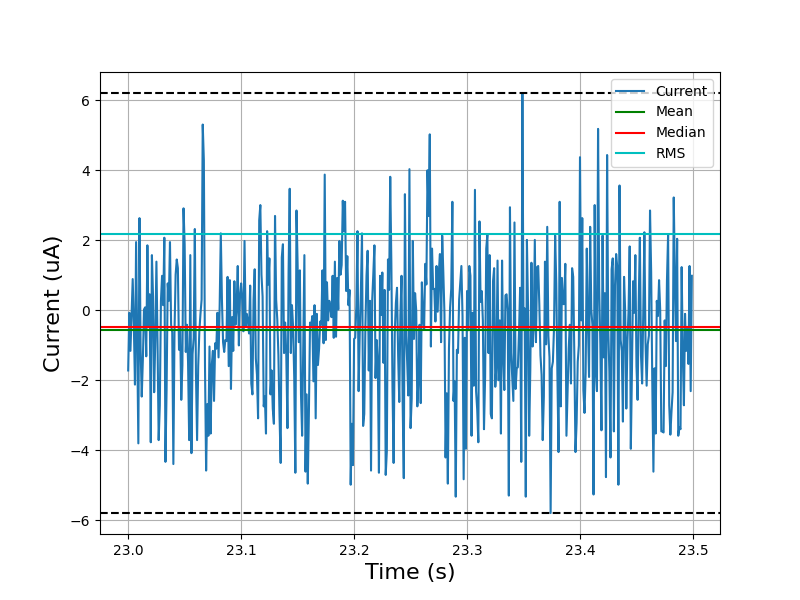 Current (uA)
6
4
2
0
−2
−4
−6
23.0
23.1
23.2
23.3
23.4
23.5
Time (s)
Current
Mean
Median
RMS